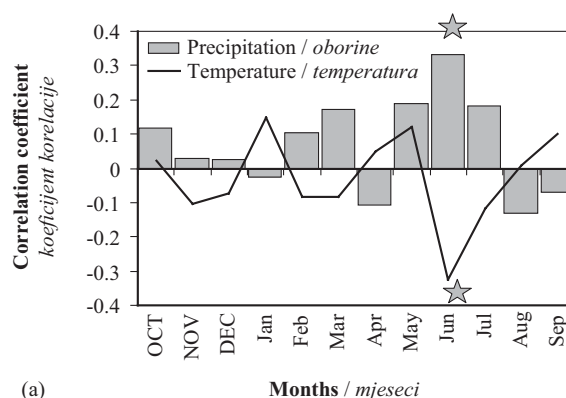 Correlation coefficient
koeficijent korelacije
0.4
0.3
0.2
0.1
0
-0.1
-0.2
-0.3
-0.4
Precipitation / oborine
Temperature / temperatura
OCT
NOV
DEC
Jan
Feb
Mar
Apr
May
Jun
Jul
Aug
Sep
(a)
Months / mjeseci